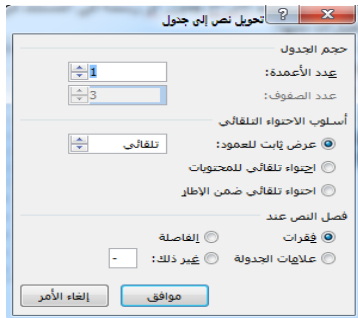 تحويل نص إلى جدول
حجم الجدول
عدد الأعمدة: 1
عدد الصفوف: 3
أسلوب الاحتواء التلقائي
عرض ثابت للعمود: تلقائي
احتواء تلقائي للمحتويات
احتواء تلقائي ضمن الإطار
فصل النص عند
فقرات الفاصلة
علامات الجدولة غير ذلك: -
موافق إلغاء الأمر